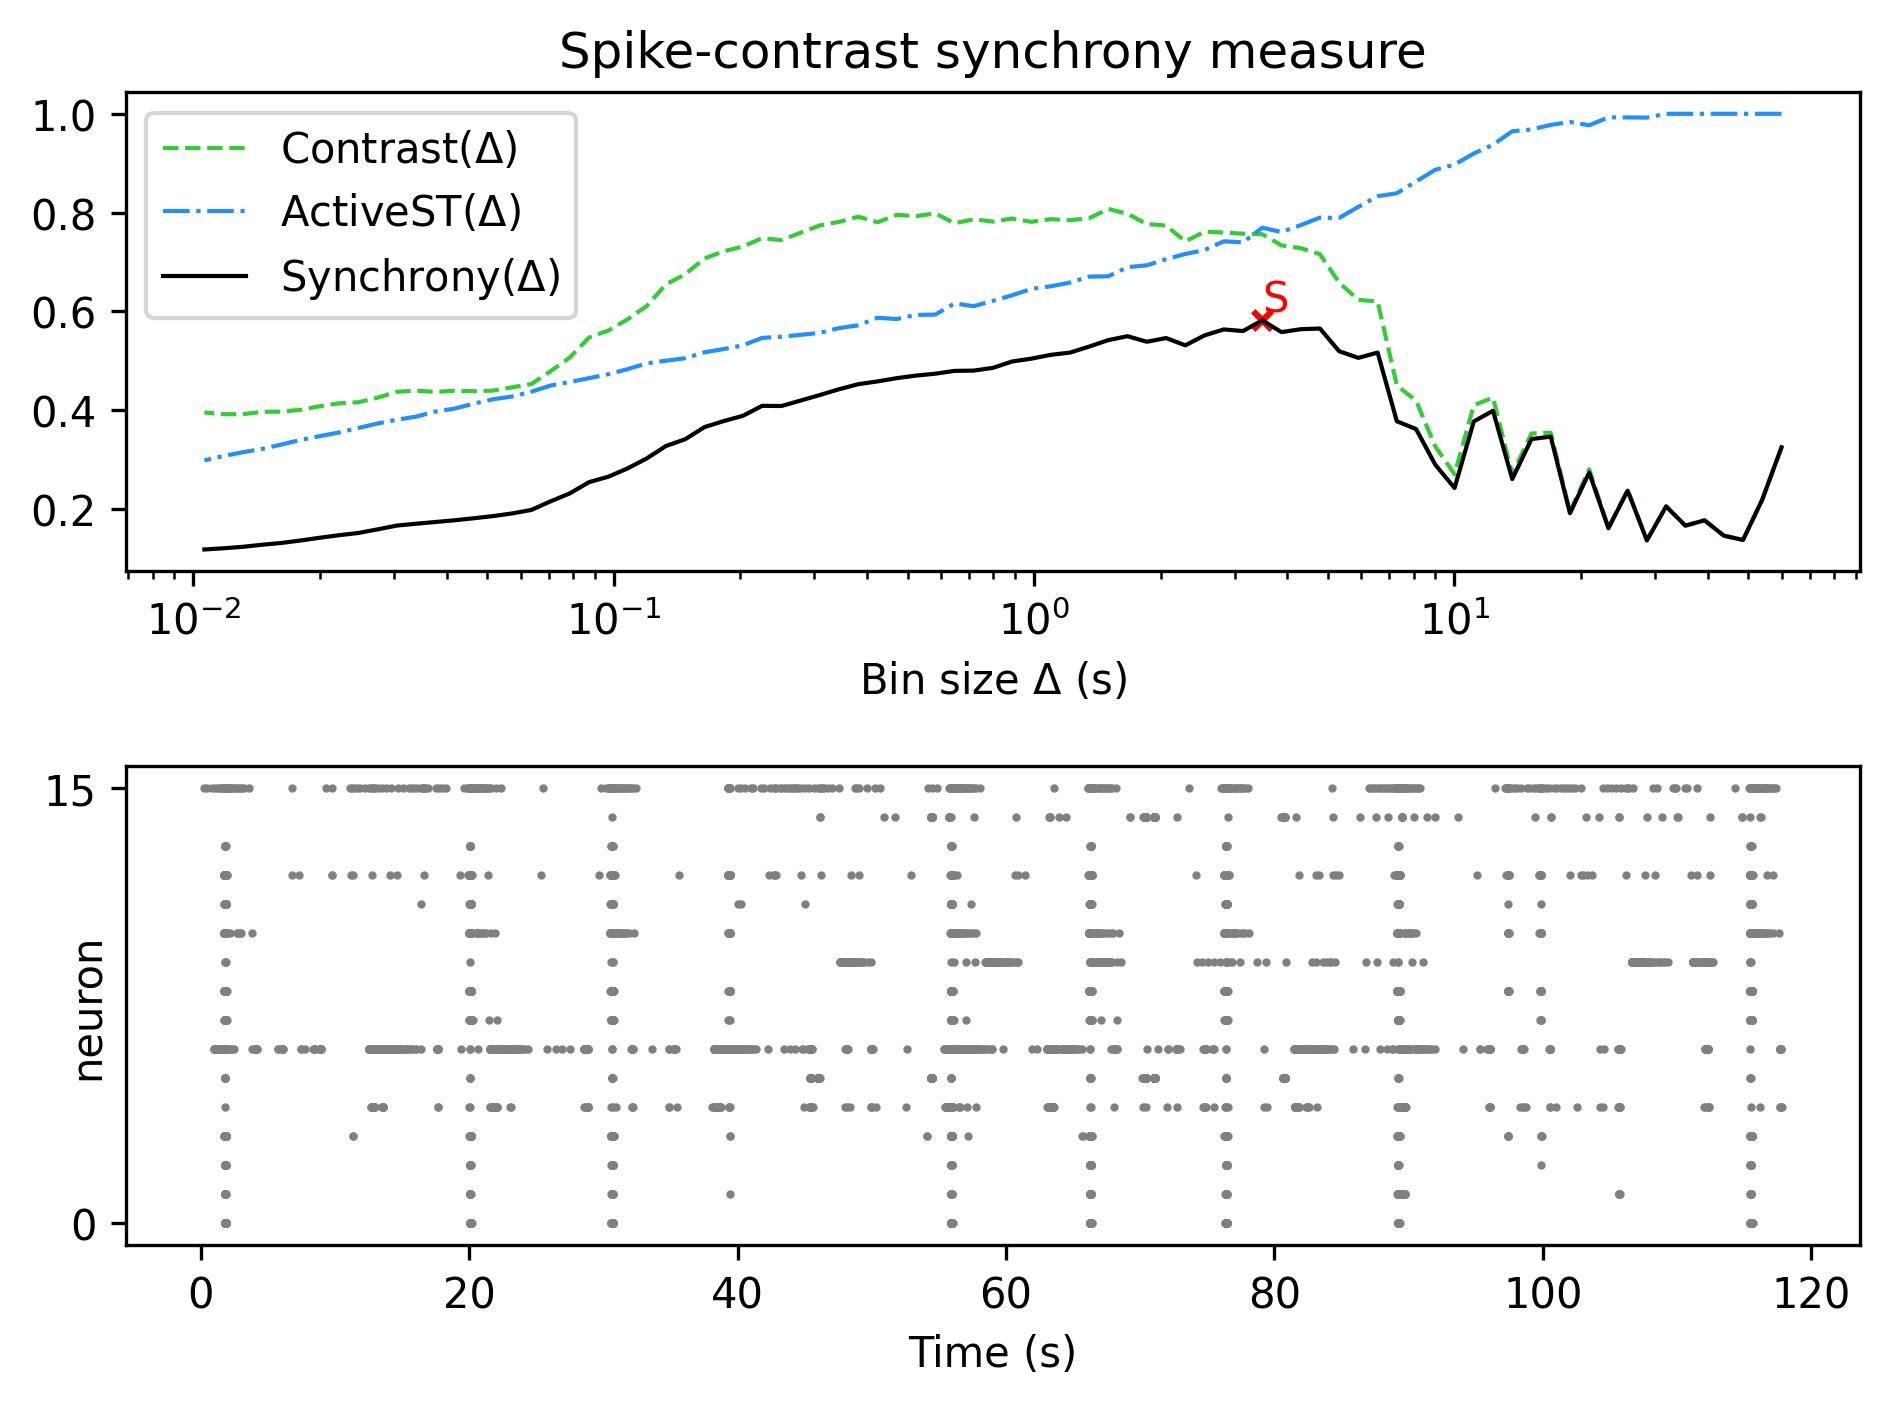 Spike-contrast synchrony measure
1.0
0.8
0.6
0.4
0.2
Contrast(Δ)
ActiveST(Δ)
Synchrony(Δ)
S
10⁻² 10⁻¹ 10⁰ 10¹
Bin size Δ (s)
15
0
neuron
0 20 40 60 80 100 120
Time (s)